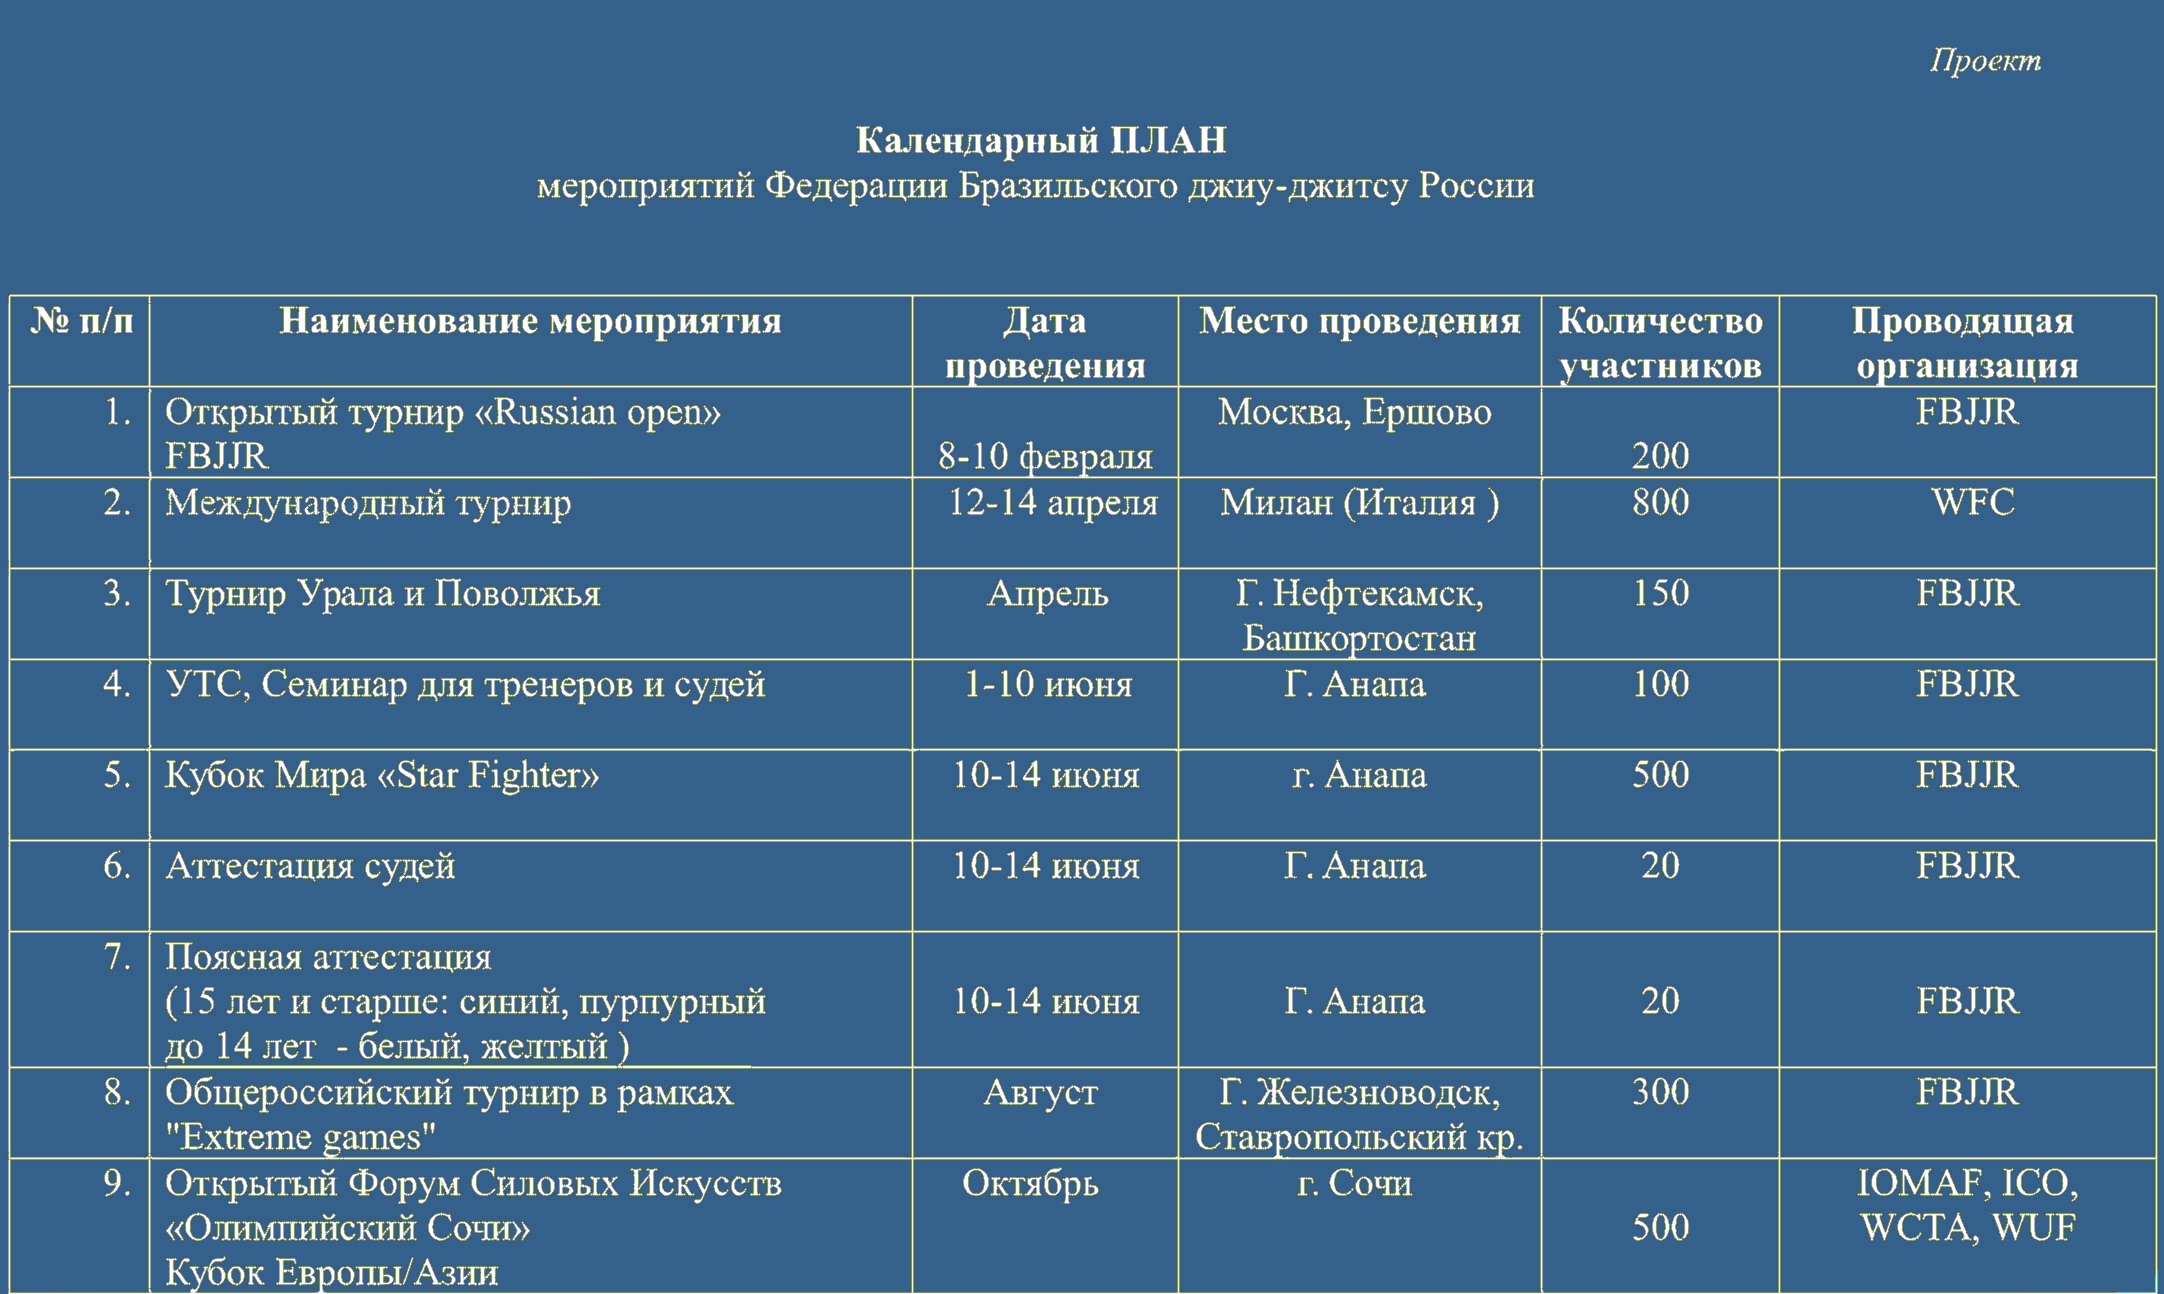 Проект
Календарный ПЛАН
мероприятий Федерации Бразильского джиу-джитсу России
№ п/п Наименование мероприятия Дата проведения Место проведения Количество участников Проводящая организация
1. Открытый турнир «Russian open» Москва, Ершово FBJJR
FBJJR 8-10 февраля 200
2. Международный турнир 12-14 апреля Милан (Италия ) 800 WFC
3. Турнир Урала и Поволжья Апрель Г. Нефтекамск, 150 FBJJR
Башкортостан
4. УТС, Семинар для тренеров и судей 1-10 июня Г. Анапа 100 FBJJR
5. Кубок Мира «Star Fighter» 10-14 июня г. Анапа 500 FBJJR
6. Аттестация судей 10-14 июня Г. Анапа 20 FBJJR
7. Поясная аттестация
(15 лет и старше: синий, пурпурный 10-14 июня Г. Анапа 20 FBJJR
до 14 лет - белый, желтый )
8. Общероссийский турнир в рамках Август Г. Железноводск, 300 FBJJR
"Extreme games" Ставропольский кр.
9. Открытый Форум Силовых Искусств Октябрь г. Сочи IOMAF, ICO,
«Олимпийский Сочи» 500 WCTA, WUF
Кубок Европы/Азии